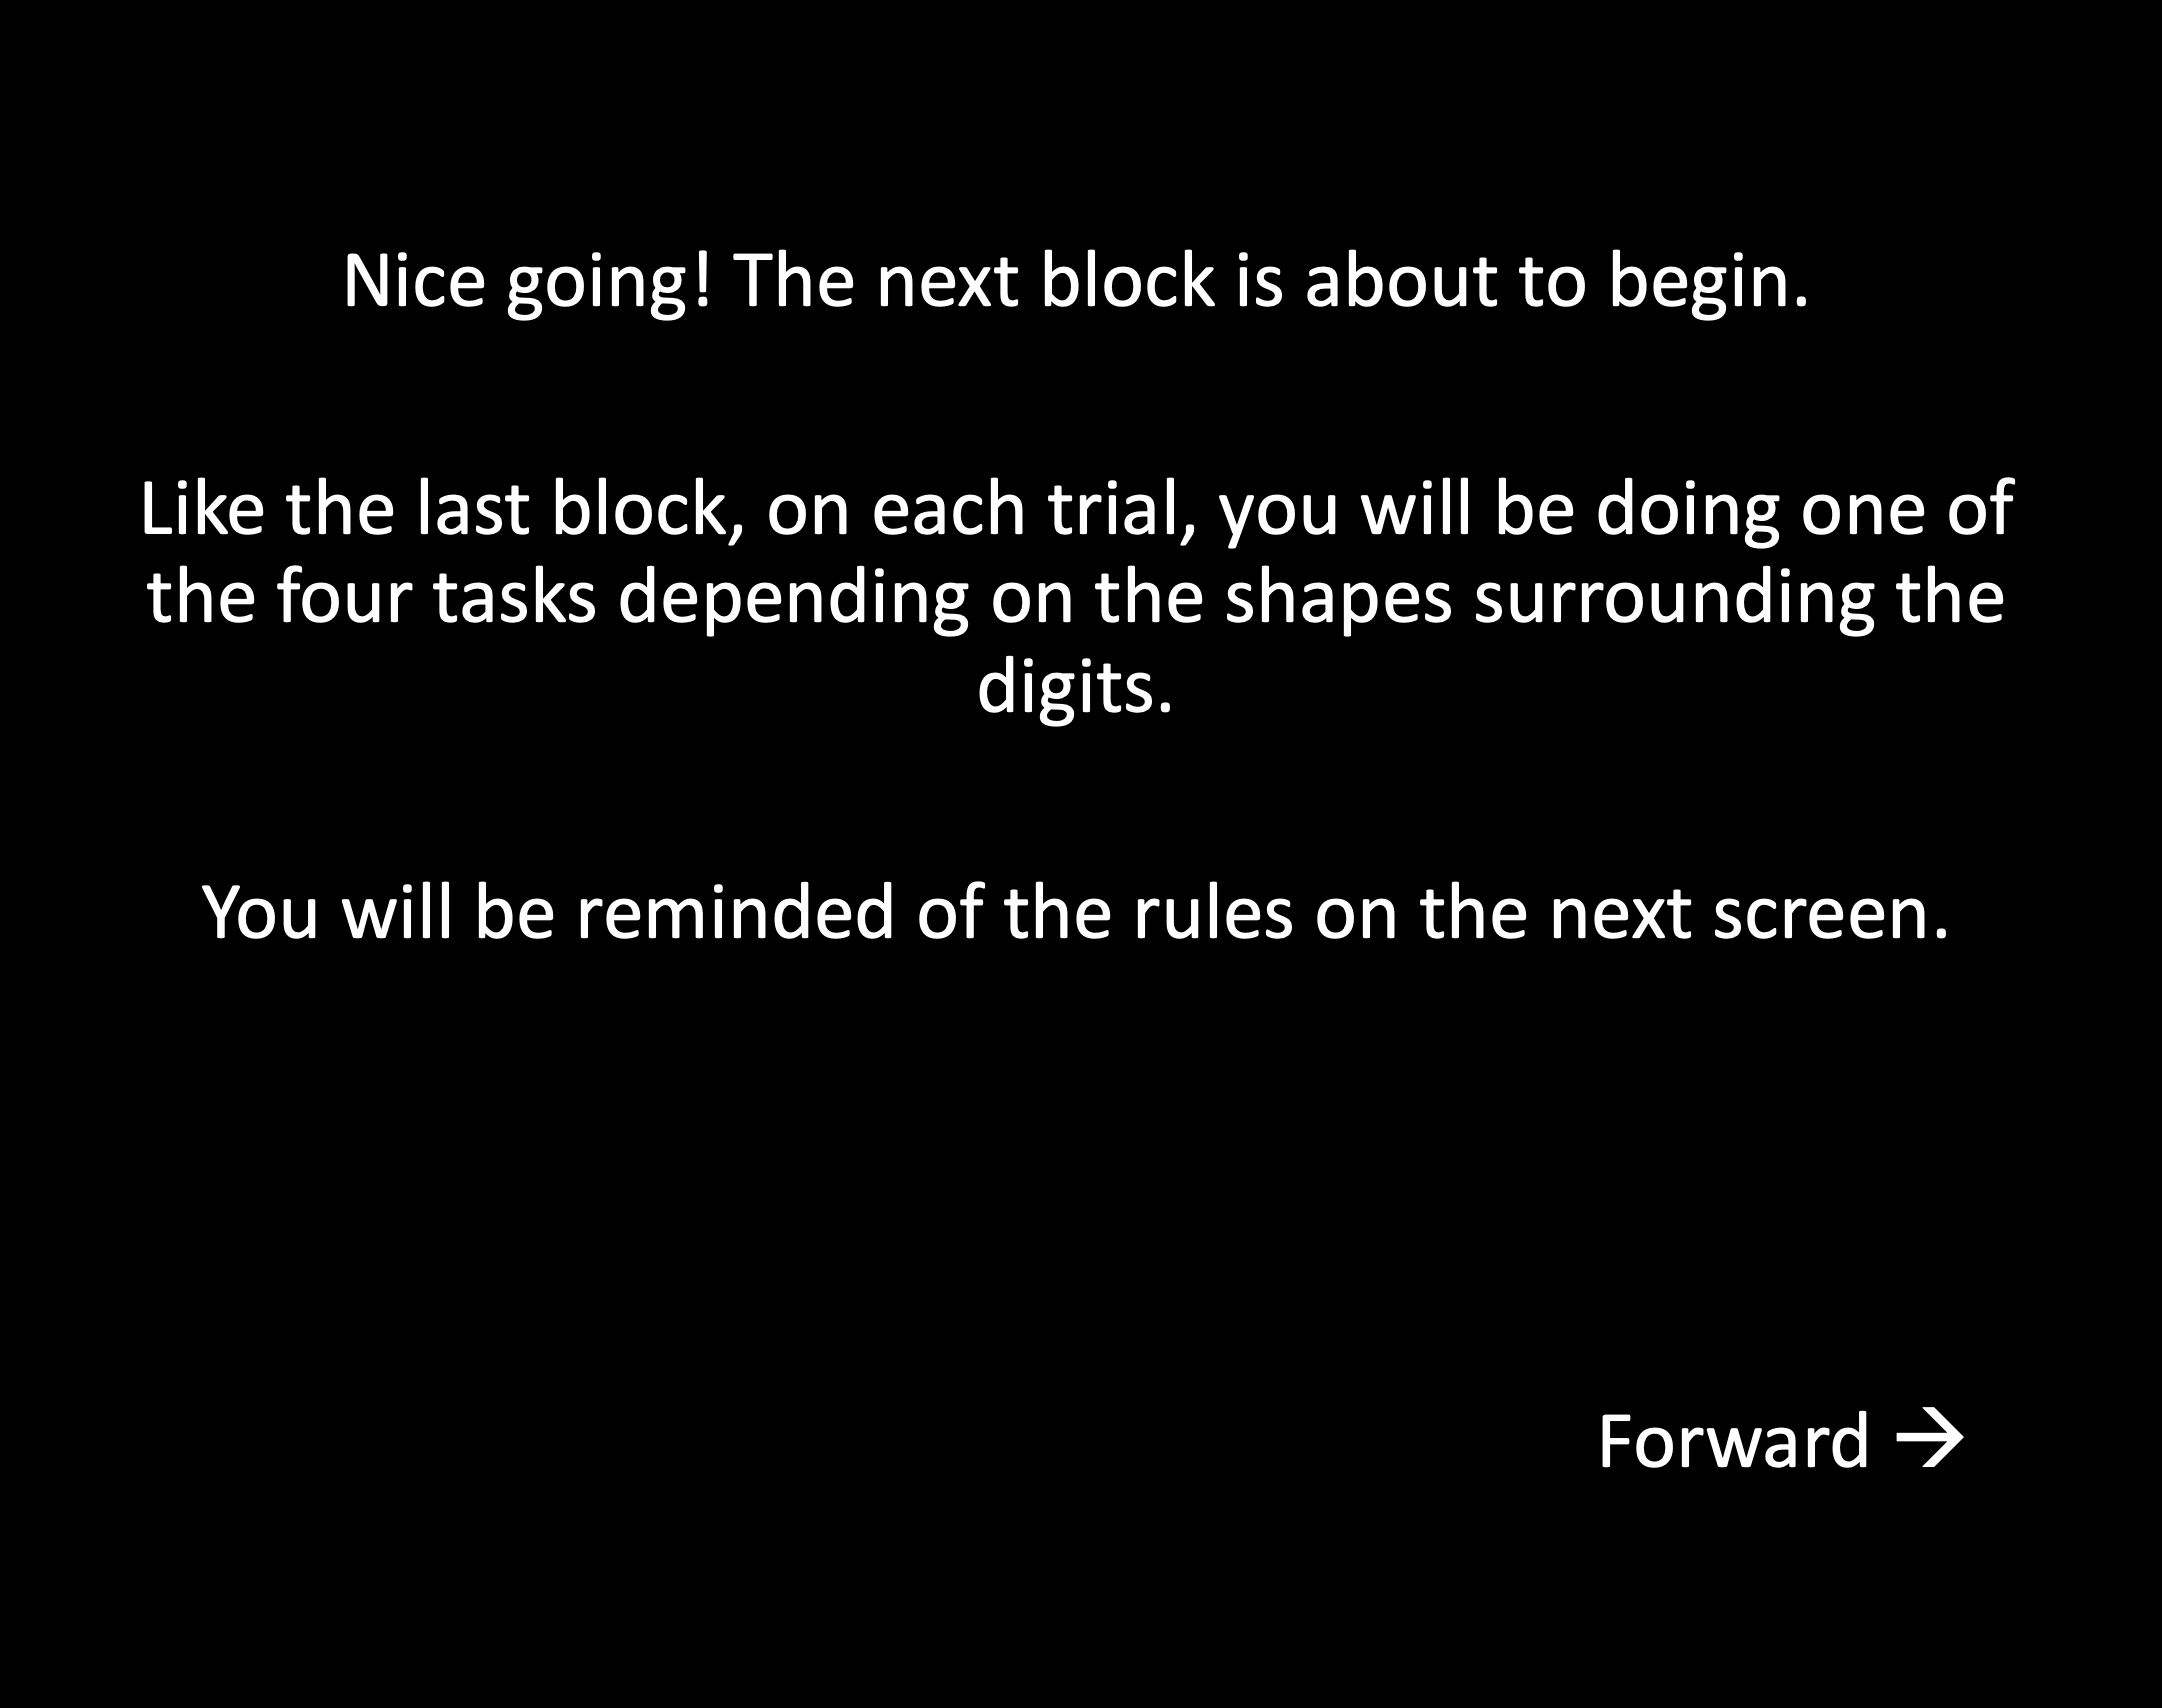 Nice going! The next block is about to begin.
Like the last block, on each trial, you will be doing one of
the four tasks depending on the shapes surrounding the
digits.
You will be reminded of the rules on the next screen.
Forward →